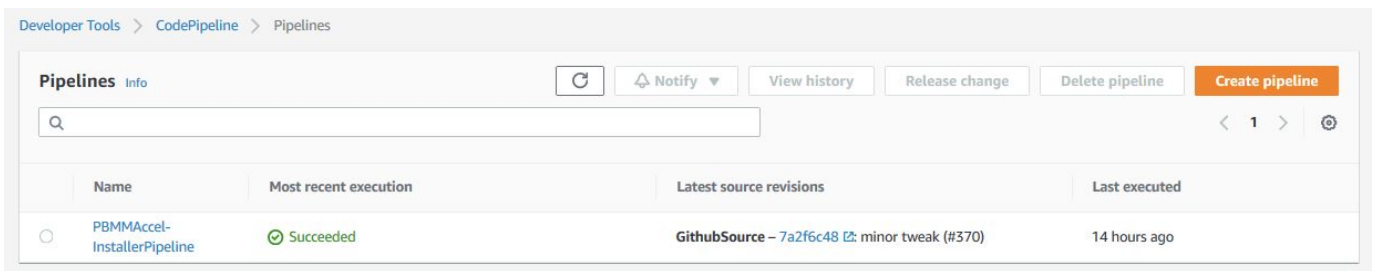 Developer Tools > CodePipeline > Pipelines
Pipelines Info Notify ▼ View history Release change Delete pipeline Create pipeline
< 1 >
Name Most recent execution Latest source revisions Last executed
PBMMAccel-
InstallerPipeline
Succeeded GithubSource – 7a2f6c48: minor tweak (#370) 14 hours ago